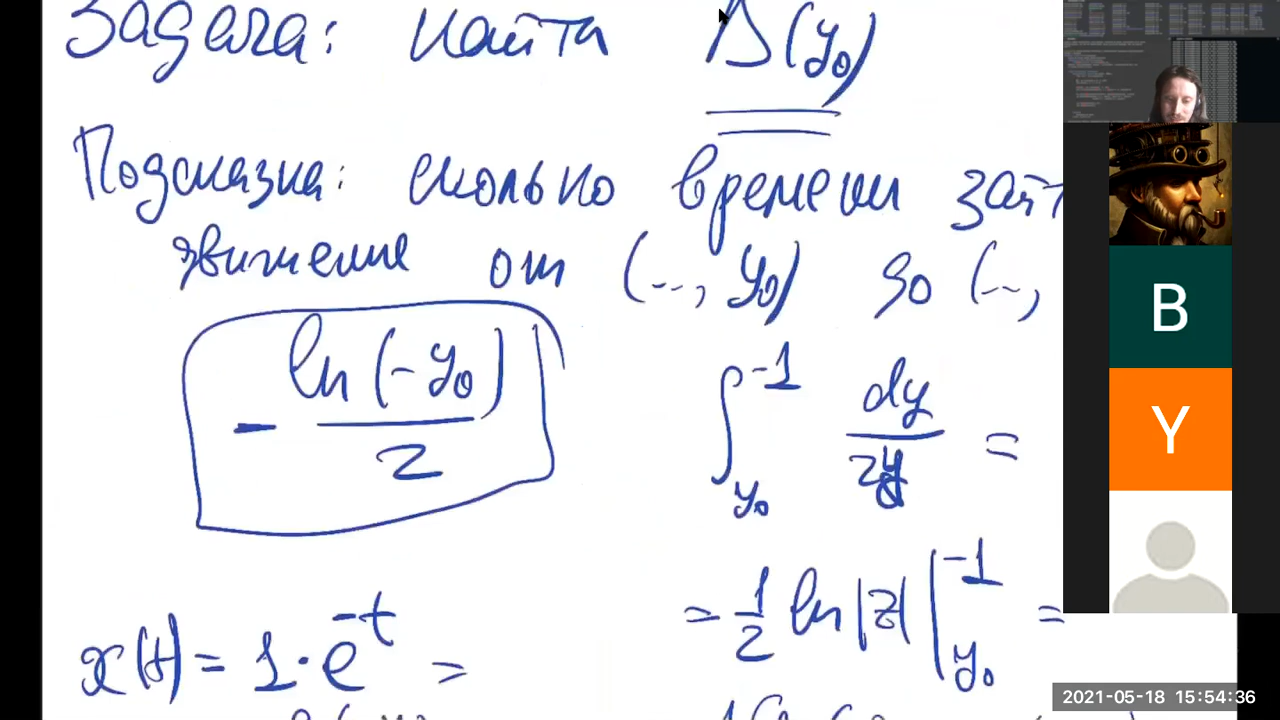 Задача: найти Δ(y₀)
Подсказка: сколько времени зай
движение от (..., y₀) до (...,
- ln(-y₀) / 2
∫_{y₀}^{-1} dy / 2y =
= 1/2 ln|z| |_{y₀}^{-1} =
x(t) = 1·e^{-t} =
B
Y
2021-05-18 15:54:36